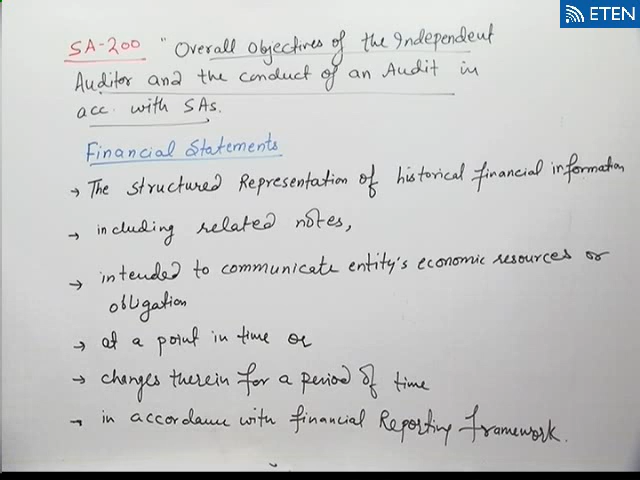 ETEN
SA-200 "Overall Objectives of the Independent
Auditor and the conduct of an Audit in
acc. with SAs.
Financial Statements
→ The structured Representation of historical financial information
→ including related notes,
→ intended to communicate entity's economic resources or
obligation
→ at a point in time or
→ changes therein for a period of time
→ in accordance with financial Reporting framework.